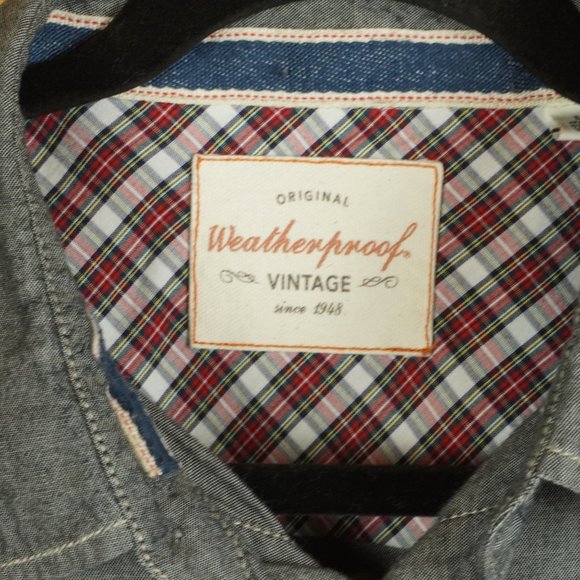 ORIGINAL
Weatherproof®
VINTAGE
since 1948